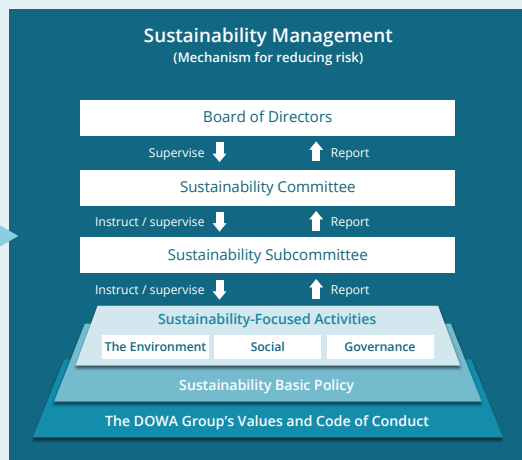 Sustainability Management
(Mechanism for reducing risk)
Board of Directors
Supervise Report
Sustainability Committee
Instruct / supervise Report
Sustainability Subcommittee
Instruct / supervise Report
Sustainability-Focused Activities
The Environment Social Governance
Sustainability Basic Policy
The DOWA Group's Values and Code of Conduct